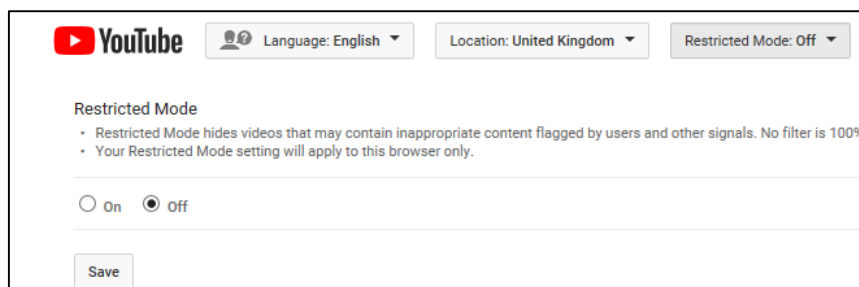 YouTube Language: English Location: United Kingdom Restricted Mode: Off
Restricted Mode
• Restricted Mode hides videos that may contain inappropriate content flagged by users and other signals. No filter is 100%
• Your Restricted Mode setting will apply to this browser only.
On Off
Save